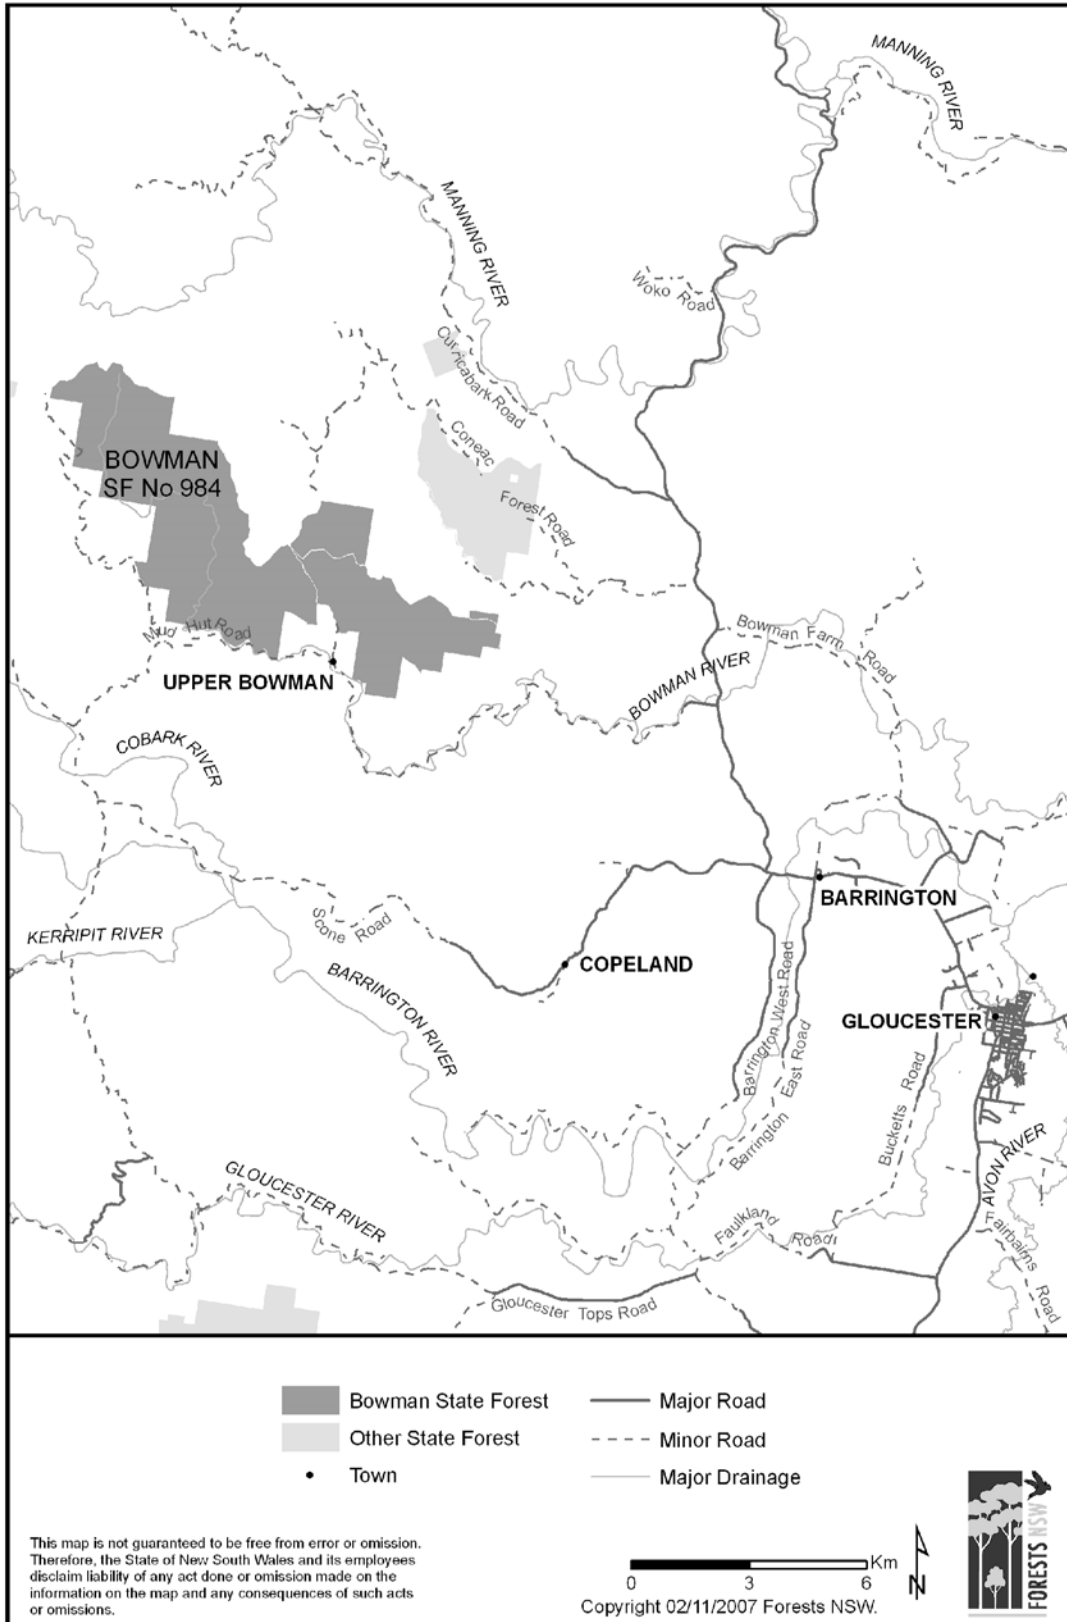 MANNING RIVER
MANNING RIVER
Woko Road
Curricabark Road
Coneac
Forest Road
BOWMAN
SF No 984
Mud Hut Road
UPPER BOWMAN
Bowman Farm Road
BOWMAN RIVER
COBARK RIVER
Scone Road
KERRIPIT RIVER
BARRINGTON RIVER
COPELAND
BARRINGTON
Barrington West Road
Barrington East Road
GLOUCESTER
Bucketts Road
AVON RIVER
GLOUCESTER RIVER
Faulkland Road
Fairbairns Road
Gloucester Tops Road
Bowman State Forest
Other State Forest
Town
Major Road
Minor Road
Major Drainage
This map is not guaranteed to be free from error or omission.
Therefore, the State of New South Wales and its employees
disclaim liability of any act done or omission made on the
information on the map and any consequences of such acts
or omissions.
Km
0 3 6
Copyright 02/11/2007 Forests NSW.
N
FORESTS NSW